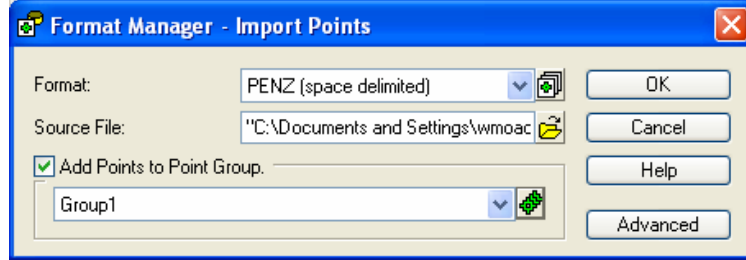 Format Manager - Import Points
Format: PENZ (space delimited) OK
Source File: "C:\Documents and Settings\wmoac Cancel
Add Points to Point Group. Help
Group1
Advanced